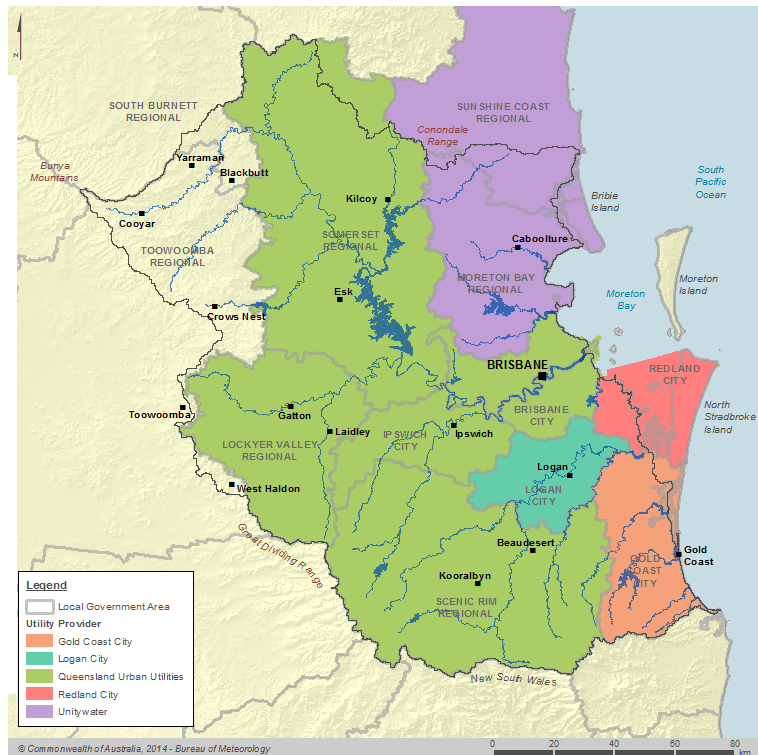 N
SOUTH BURNETT
REGIONAL
SUNSHINE COAST
REGIONAL
Conondale
Range
Bunya
Mountains
Yarraman
Blackbutt
South
Pacific
Ocean
Kilcoy
Bribie
Island
Cooyar
SOMERSET
REGIONAL
Caboolture
TOOWOOMBA
REGIONAL
MORETON BAY
REGIONAL
Moreton
Island
Esk
Moreton
Bay
Crows Nest
BRISBANE
REDLAND
CITY
Toowoomba
Gatton
BRISBANE
CITY
North
Stradbroke
Island
Laidley
IPSWICH
CITY
Ipswich
LOCKYER VALLEY
REGIONAL
Logan
West Haldon
LOGAN
CITY
Great Dividing Range
Beaudesert
Gold
Coast
GOLD
COAST
CITY
Kooralbyn
SCENIC RIM
REGIONAL
New South Wales
Legend
Local Government Area
Utility Provider
Gold Coast City
Logan City
Queensland Urban Utilities
Redland City
Unitywater
© Commonwealth of Australia, 2014 - Bureau of Meteorology
0 20 40 60 80
km